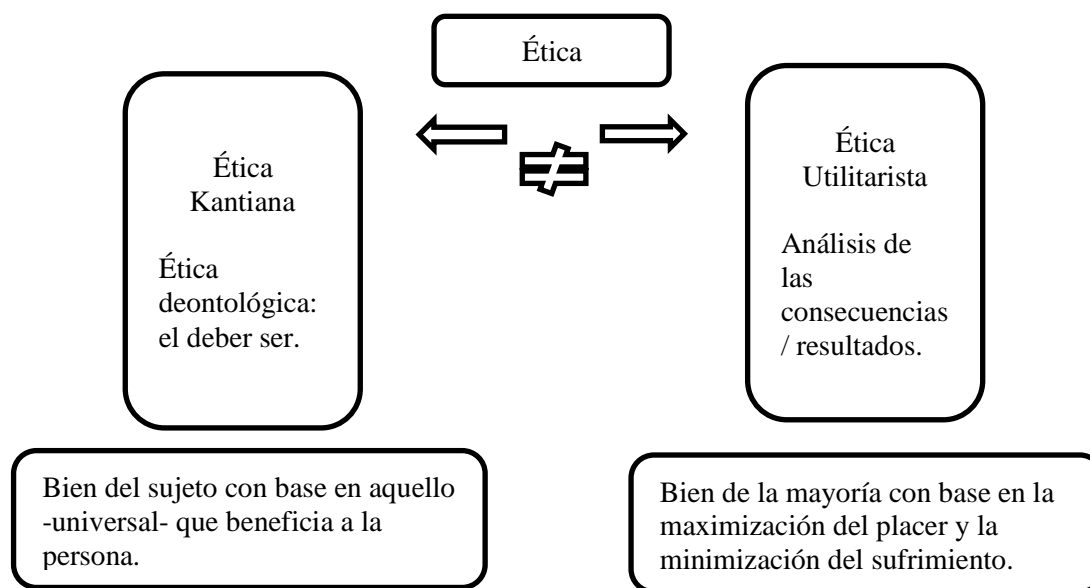 Ética
Ética
Kantiana
Ética
deontológica:
el deber ser.
≠
Ética
Utilitarista
Análisis de
las
consecuencias
/ resultados.
Bien del sujeto con base en aquello
-universal- que beneficia a la
persona.
Bien de la mayoría con base en la
maximización del placer y la
minimización del sufrimiento.